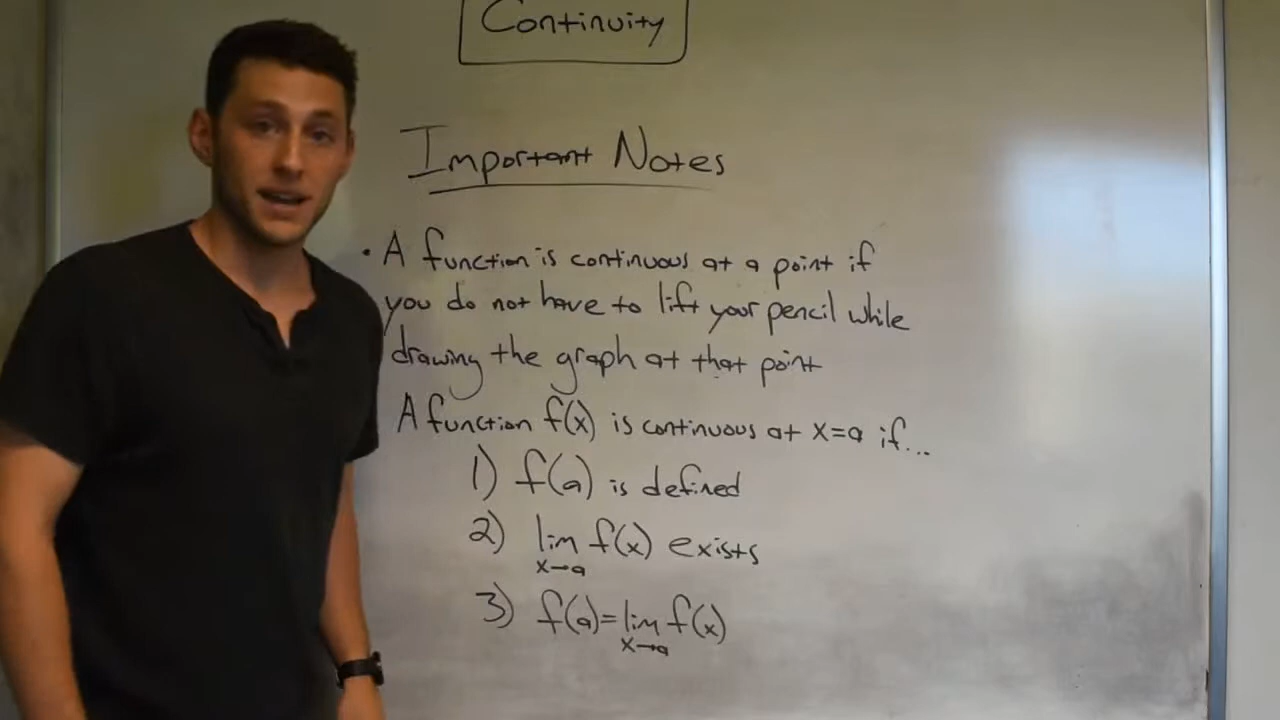 Continuity
Important Notes
• A function is continuous at a point if
you do not have to lift your pencil while
drawing the graph at that point
A function f(x) is continuous at x=a if...
1) f(a) is defined
2) lim f(x) exists
x→a
3) f(a)=lim f(x)
x→a